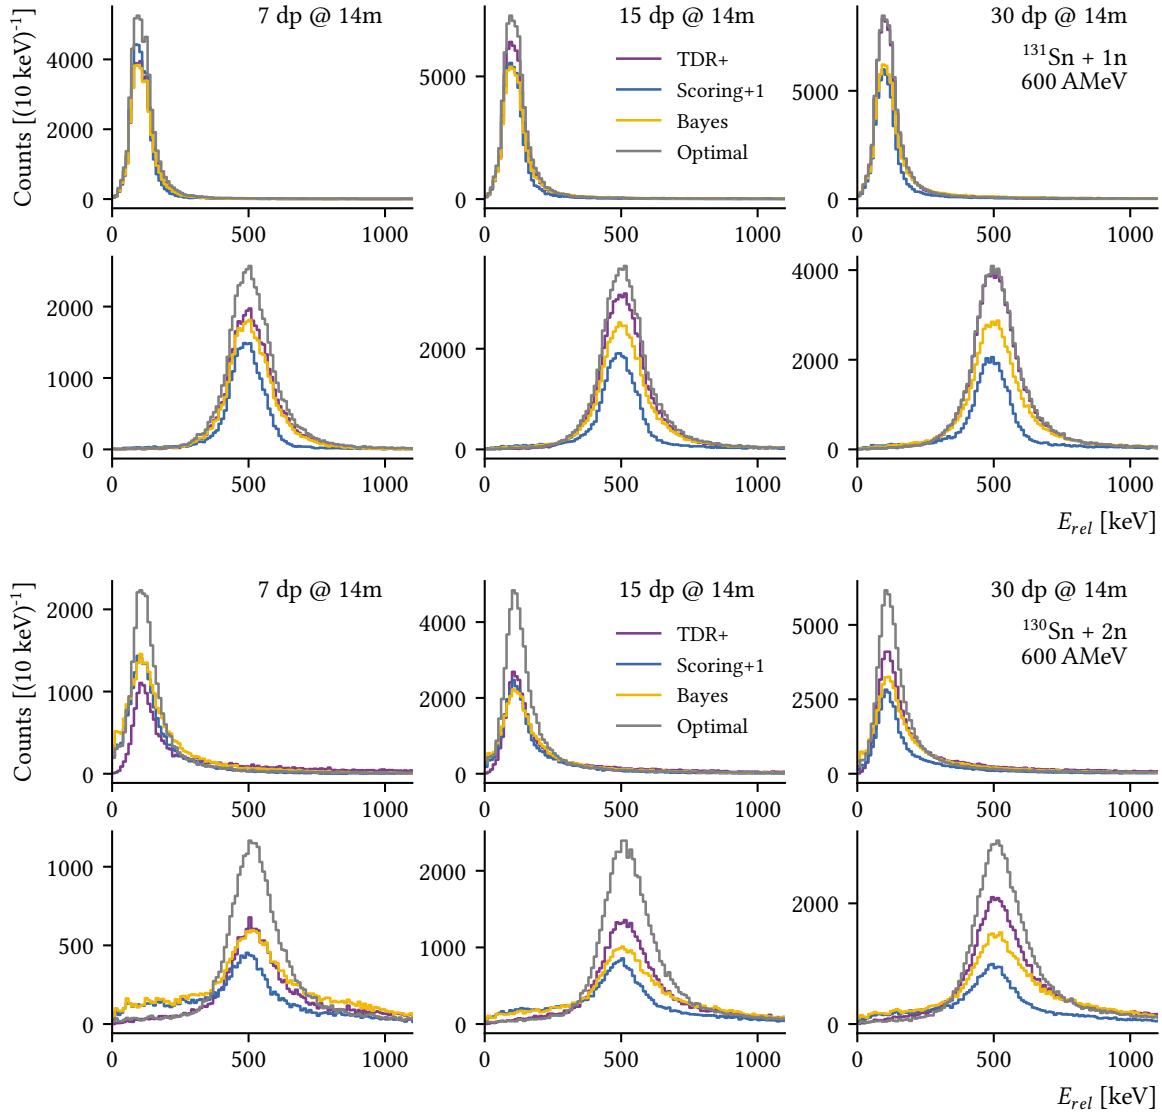 Counts [(10 keV)⁻¹]
7 dp @ 14m
15 dp @ 14m
30 dp @ 14m
¹³¹Sn + 1n
600 AMeV
TDR+
Scoring+1
Bayes
Optimal
4000
2000
0
5000
0
5000
0
0 500 1000
0 500 1000
0 500 1000
2000
1000
0
2000
0
4000
2000
0
0 500 1000
0 500 1000
0 500 1000
E_rel [keV]
Counts [(10 keV)⁻¹]
7 dp @ 14m
15 dp @ 14m
30 dp @ 14m
¹³⁰Sn + 2n
600 AMeV
TDR+
Scoring+1
Bayes
Optimal
2000
1000
0
4000
2000
0
5000
2500
0
0 500 1000
0 500 1000
0 500 1000
1000
500
0
2000
1000
0
2000
0
0 500 1000
0 500 1000
0 500 1000
E_rel [keV]